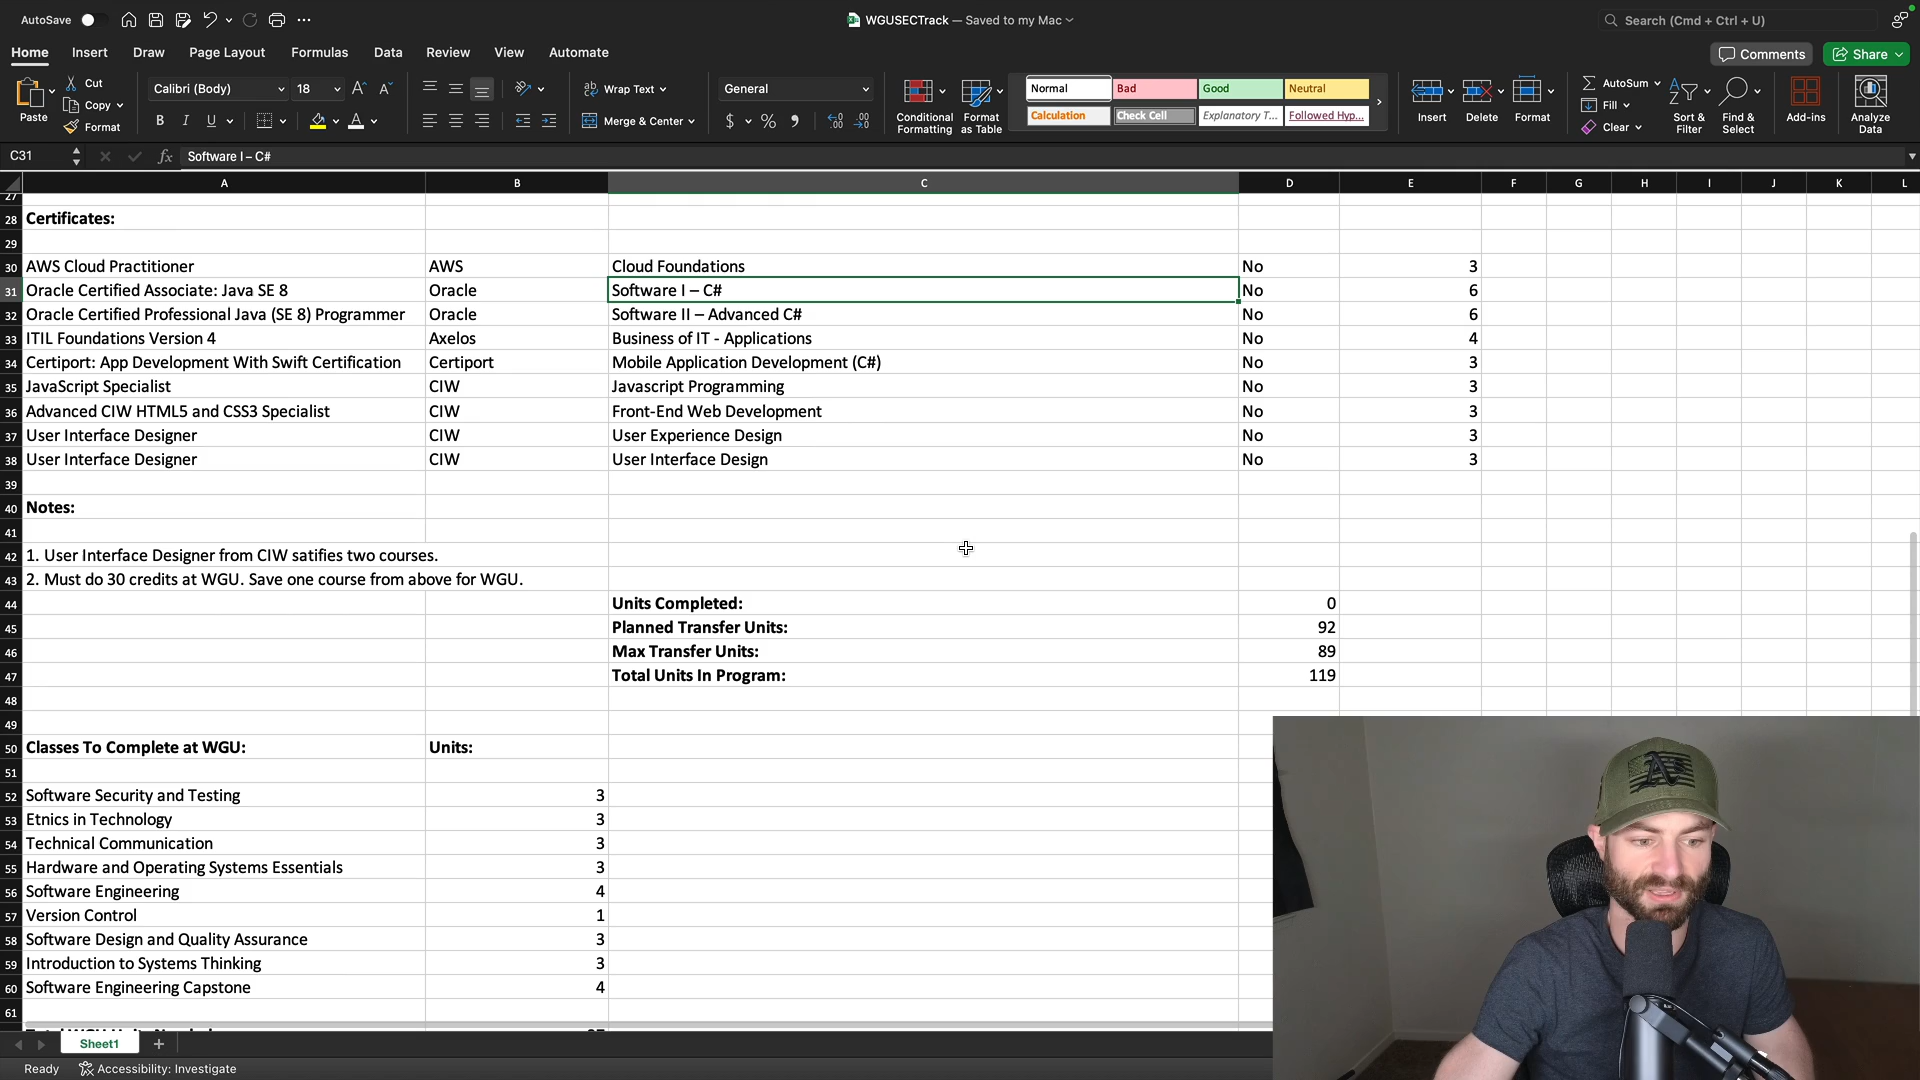 AutoSave
WGUSECTrack — Saved to my Mac
Search (Cmd + Ctrl + U)
Home Insert Draw Page Layout Formulas Data Review View Automate
Comments Share
Paste
Cut
Copy
Format
Calibri (Body) 18
B I U
Wrap Text
Merge & Center
General
$ %
Conditional Formatting
Format as Table
Normal Bad Good Neutral
Calculation Check Cell Explanatory T... Followed Hyp...
Insert Delete Format
AutoSum
Fill
Clear
Sort & Filter
Find & Select
Add-ins
Analyze Data
C31 fx Software I – C#
A B C D E F G H I J K L
27
28 Certificates:
29
30 AWS Cloud Practitioner AWS Cloud Foundations No 3
31 Oracle Certified Associate: Java SE 8 Oracle Software I – C# No 6
32 Oracle Certified Professional Java (SE 8) Programmer Oracle Software II – Advanced C# No 6
33 ITIL Foundations Version 4 Axelos Business of IT - Applications No 4
34 Certiport: App Development With Swift Certification Certiport Mobile Application Development (C#) No 3
35 JavaScript Specialist CIW Javascript Programming No 3
36 Advanced CIW HTML5 and CSS3 Specialist CIW Front-End Web Development No 3
37 User Interface Designer CIW User Experience Design No 3
38 User Interface Designer CIW User Interface Design No 3
39
40 Notes:
41
42 1. User Interface Designer from CIW satifies two courses.
43 2. Must do 30 credits at WGU. Save one course from above for WGU.
44 Units Completed: 0
45 Planned Transfer Units: 92
46 Max Transfer Units: 89
47 Total Units In Program: 119
48
49
50 Classes To Complete at WGU: Units:
51
52 Software Security and Testing 3
53 Etnics in Technology 3
54 Technical Communication 3
55 Hardware and Operating Systems Essentials 3
56 Software Engineering 4
57 Version Control 1
58 Software Design and Quality Assurance 3
59 Introduction to Systems Thinking 3
60 Software Engineering Capstone 4
61
Sheet1
Ready Accessibility: Investigate